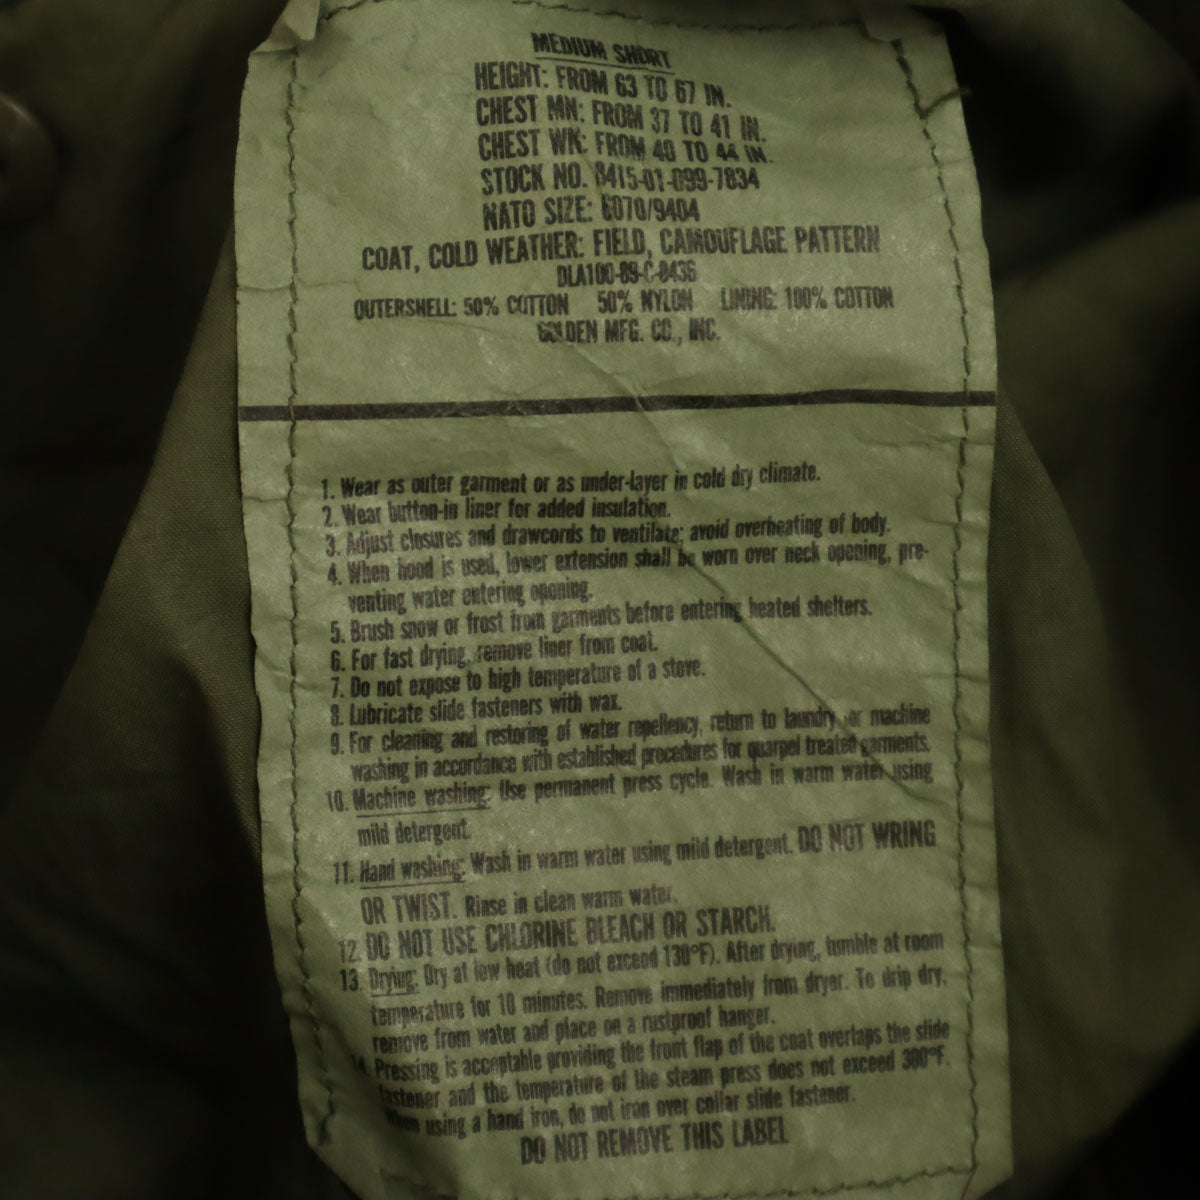 MEDIUM SHORT
HEIGHT: FROM 63 TO 67 IN.
CHEST MN: FROM 37 TO 41 IN.
CHEST WN: FROM 40 TO 44 IN.
STOCK NO. 8415-01-099-7834
NATO SIZE: 6070/9404
COAT, COLD WEATHER: FIELD, CAMOUFLAGE PATTERN
DLA100-89-C-0436
OUTERSHELL: 50% COTTON 50% NYLON LINING: 100% COTTON
GOLDEN MFG. CO., INC.
1. Wear as outer garment or as under-layer in cold dry climate.
2. Wear button-in liner for added insulation.
3. Adjust closures and drawcords to ventilate; avoid overheating of body.
4. When hood is used, lower extension shall be worn over neck opening, pre-
venting water entering opening.
5. Brush snow or frost from garments before entering heated shelters.
6. For fast drying, remove liner from coat.
7. Do not expose to high temperature of a stove.
8. Lubricate slide fasteners with wax.
9. For cleaning and restoring of water repellency, return to laundry or machine
washing in accordance with established procedures for quarpel treated garments.
10. Machine washing: Use permanent press cycle. Wash in warm water using
mild detergent.
11. Hand washing: Wash in warm water using mild detergent. DO NOT WRING
OR TWIST. Rinse in clean warm water.
12. DO NOT USE CHLORINE BLEACH OR STARCH.
13. Drying: Dry at low heat (do not exceed 130°F). After drying, tumble at room
temperature for 10 minutes. Remove immediately from dryer. To drip dry,
remove from water and place on a rustproof hanger.
14. Pressing is acceptable providing the front flap of the coat overlaps the slide
fastener and the temperature of the steam press does not exceed 300°F.
When using a hand iron, do not iron over collar slide fastener.
DO NOT REMOVE THIS LABEL